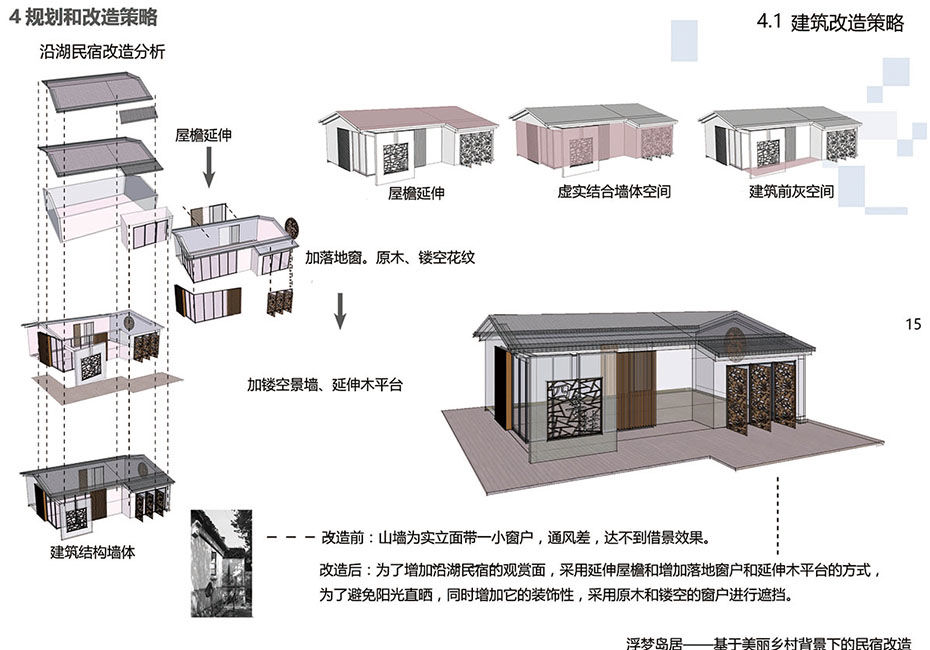 4 规划和改造策略
4.1 建筑改造策略
沿湖民宿改造分析
屋檐延伸
屋檐延伸
虚实结合墙体空间
建筑前灰空间
加落地窗。原木、镂空花纹
15
加镂空景墙、延伸木平台
建筑结构墙体
改造前：山墙为实立面带一小窗户，通风差，达不到借景效果。
改造后：为了增加沿湖民宿的观赏面，采用延伸屋檐和增加落地窗户和延伸木平台的方式，
为了避免阳光直晒，同时增加它的装饰性，采用原木和镂空的窗户进行遮挡。
浮梦岛居——基于美丽乡村背景下的民宿改造